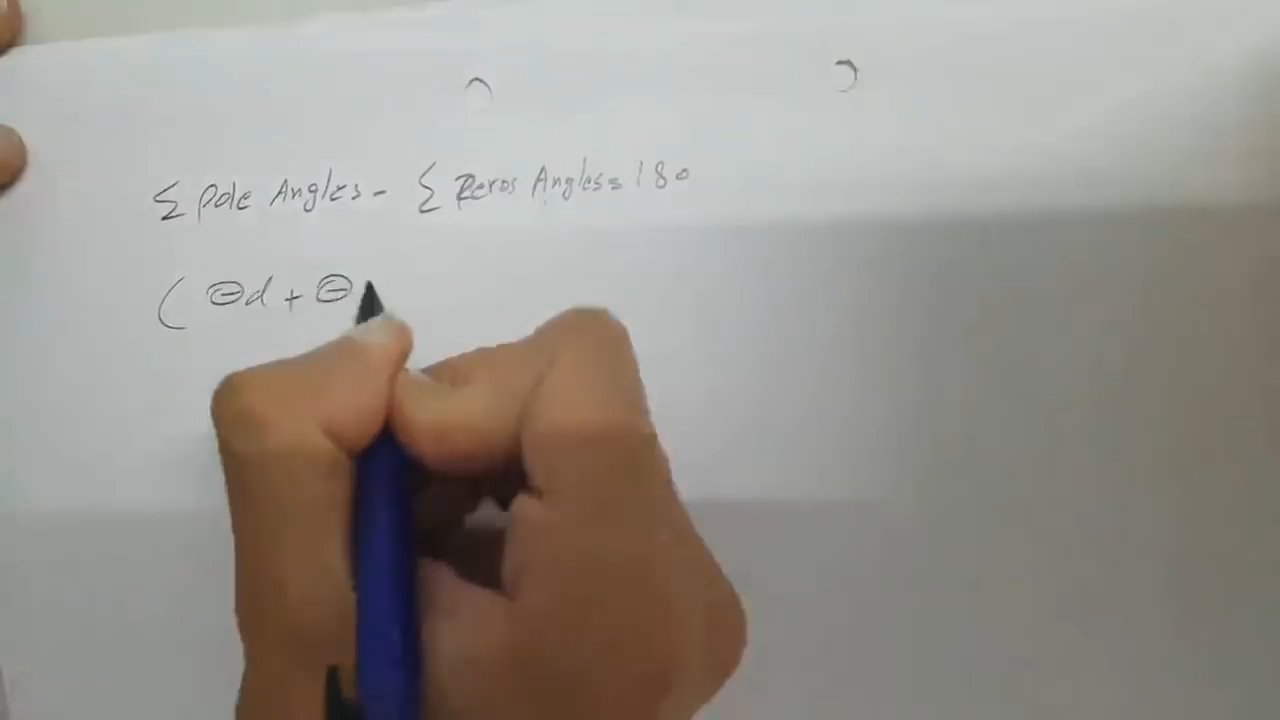 Σ Pole Angles - Σ Zeros Angles = 180
( Θd + Θ